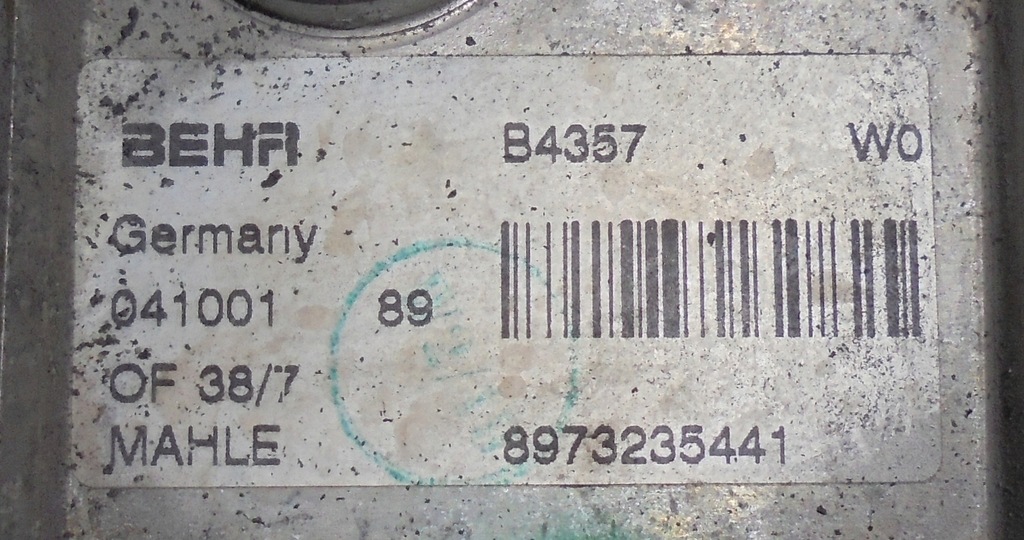 BEHR B4357 W0
Germany
041001 89
OF 38/7
MAHLE 8973235441